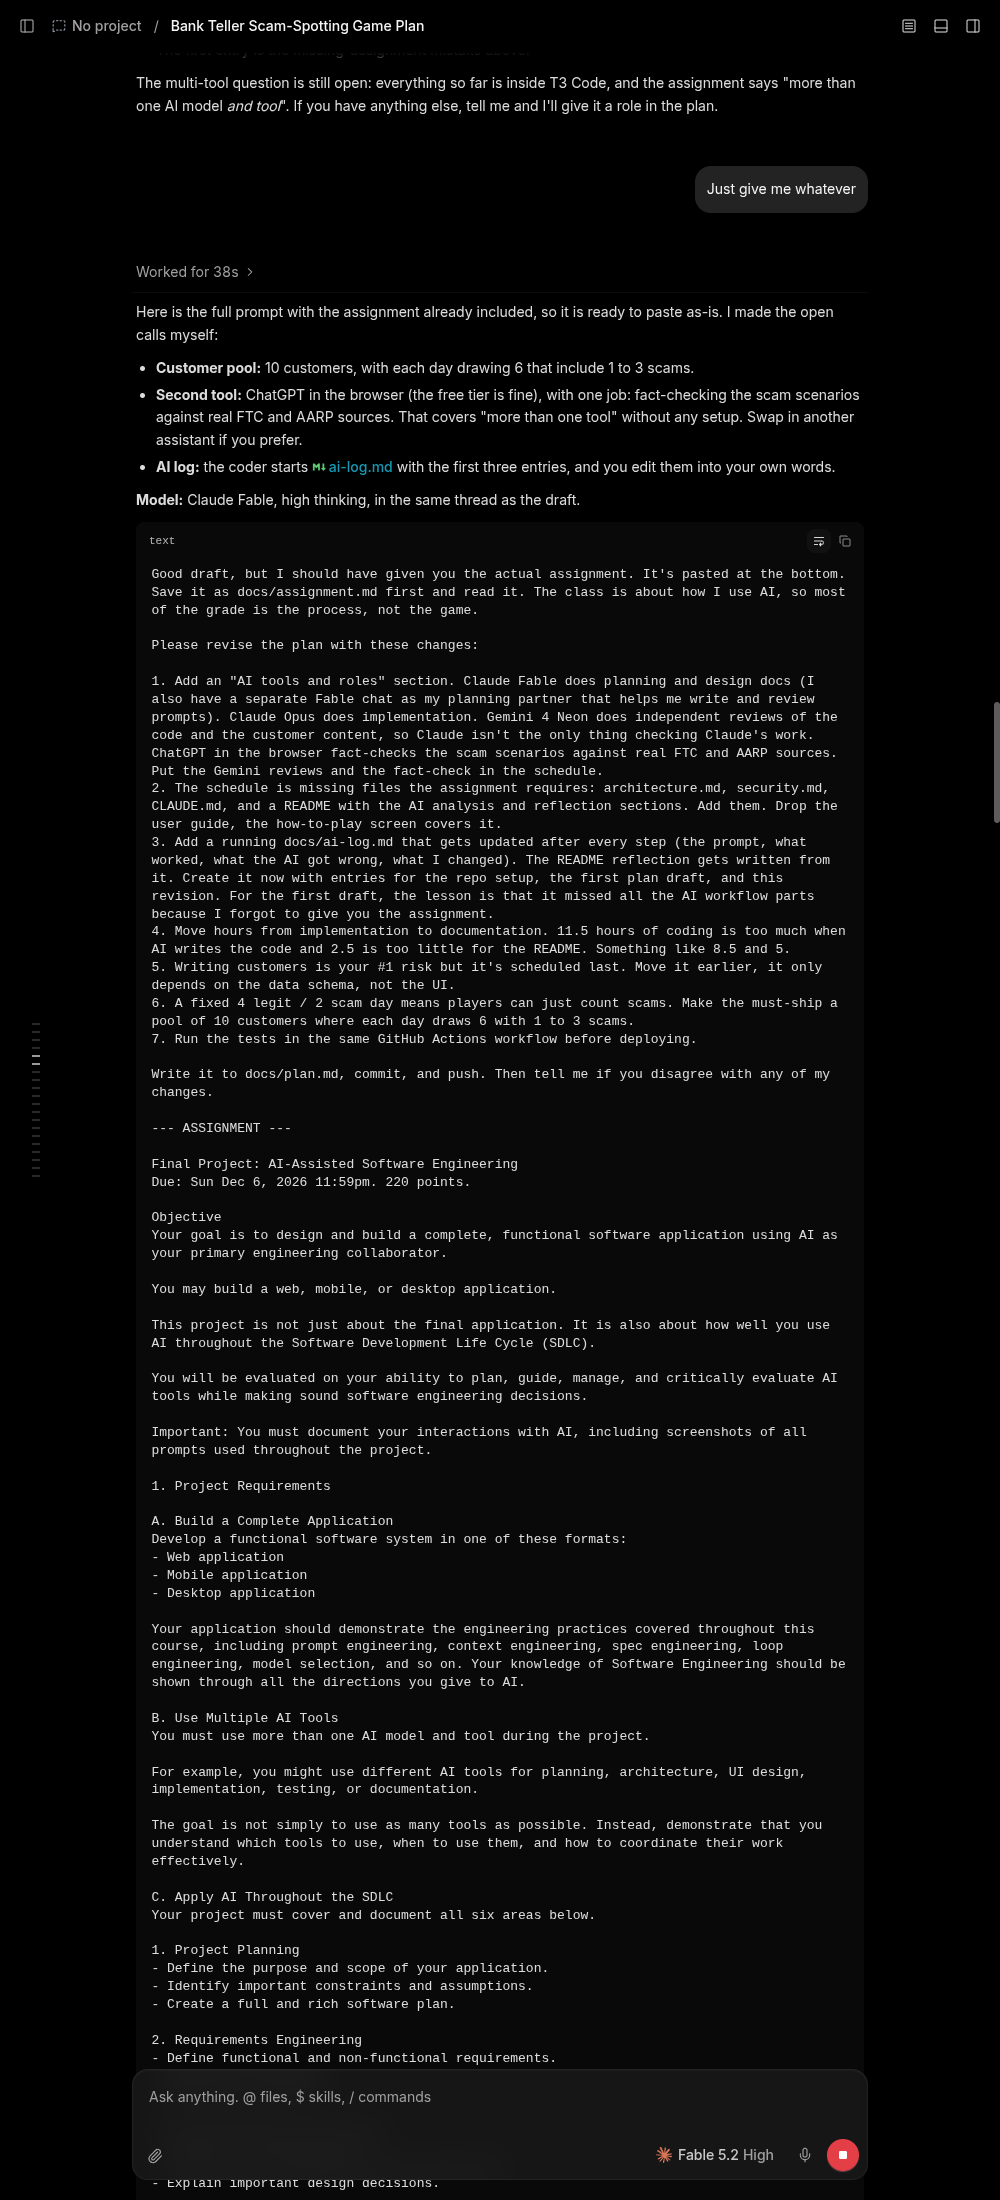 No project / Bank Teller Scam-Spotting Game Plan
The multi-tool question is still open: everything so far is inside T3 Code, and the assignment says "more than
one AI model and tool". If you have anything else, tell me and I'll give it a role in the plan.
Just give me whatever
Worked for 38s
Here is the full prompt with the assignment already included, so it is ready to paste as-is. I made the open
calls myself:
• Customer pool: 10 customers, with each day drawing 6 that include 1 to 3 scams.
• Second tool: ChatGPT in the browser (the free tier is fine), with one job: fact-checking the scam scenarios
against real FTC and AARP sources. That covers "more than one tool" without any setup. Swap in another
assistant if you prefer.
• AI log: the coder starts ai-log.md with the first three entries, and you edit them into your own words.
Model: Claude Fable, high thinking, in the same thread as the draft.
text
Good draft, but I should have given you the actual assignment. It's pasted at the bottom.
Save it as docs/assignment.md first and read it. The class is about how I use AI, so most
of the grade is the process, not the game.
Please revise the plan with these changes:
1. Add an "AI tools and roles" section. Claude Fable does planning and design docs (I
also have a separate Fable chat as my planning partner that helps me write and review
prompts). Claude Opus does implementation. Gemini 4 Neon does independent reviews of the
code and the customer content, so Claude isn't the only thing checking Claude's work.
ChatGPT in the browser fact-checks the scam scenarios against real FTC and AARP sources.
Put the Gemini reviews and the fact-check in the schedule.
2. The schedule is missing files the assignment requires: architecture.md, security.md,
CLAUDE.md, and a README with the AI analysis and reflection sections. Add them. Drop the
user guide, the how-to-play screen covers it.
3. Add a running docs/ai-log.md that gets updated after every step (the prompt, what
worked, what the AI got wrong, what I changed). The README reflection gets written from
it. Create it now with entries for the repo setup, the first plan draft, and this
revision. For the first draft, the lesson is that it missed all the AI workflow parts
because I forgot to give you the assignment.
4. Move hours from implementation to documentation. 11.5 hours of coding is too much when
AI writes the code and 2.5 is too little for the README. Something like 8.5 and 5.
5. Writing customers is your #1 risk but it's scheduled last. Move it earlier, it only
depends on the data schema, not the UI.
6. A fixed 4 legit / 2 scam day means players can just count scams. Make the must-ship a
pool of 10 customers where each day draws 6 with 1 to 3 scams.
7. Run the tests in the same GitHub Actions workflow before deploying.
Write it to docs/plan.md, commit, and push. Then tell me if you disagree with any of my
changes.
--- ASSIGNMENT ---
Final Project: AI-Assisted Software Engineering
Due: Sun Dec 6, 2026 11:59pm. 220 points.
Objective
Your goal is to design and build a complete, functional software application using AI as
your primary engineering collaborator.
You may build a web, mobile, or desktop application.
This project is not just about the final application. It is also about how well you use
AI throughout the Software Development Life Cycle (SDLC).
You will be evaluated on your ability to plan, guide, manage, and critically evaluate AI
tools while making sound software engineering decisions.
Important: You must document your interactions with AI, including screenshots of all
prompts used throughout the project.
1. Project Requirements
A. Build a Complete Application
Develop a functional software system in one of these formats:
- Web application
- Mobile application
- Desktop application
Your application should demonstrate the engineering practices covered throughout this
course, including prompt engineering, context engineering, spec engineering, loop
engineering, model selection, and so on. Your knowledge of Software Engineering should be
shown through all the directions you give to AI.
B. Use Multiple AI Tools
You must use more than one AI model and tool during the project.
For example, you might use different AI tools for planning, architecture, UI design,
implementation, testing, or documentation.
The goal is not simply to use as many tools as possible. Instead, demonstrate that you
understand which tools to use, when to use them, and how to coordinate their work
effectively.
C. Apply AI Throughout the SDLC
Your project must cover and document all six areas below.
1. Project Planning
- Define the purpose and scope of your application.
- Identify important constraints and assumptions.
- Create a full and rich software plan.
2. Requirements Engineering
- Define functional and non-functional requirements.
Ask anything. @ files, $ skills, / commands
Fable 5.2 High
- Explain important design decisions.